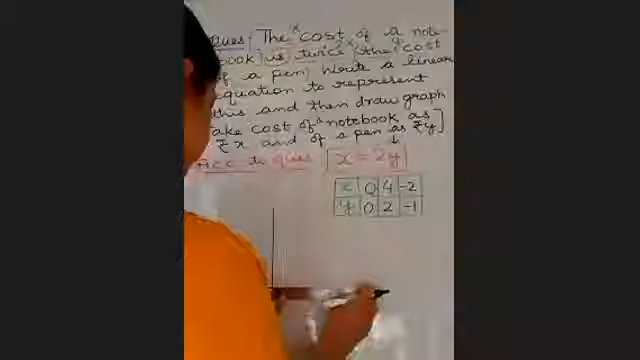 Ques [The cost of a note-
book is twice the cost
of a pen. Write a linear
equation to represent
this and then draw graph
take cost of a notebook as
₹x and of a pen as ₹y]
Acc to ques x = 2y
x 0 4 -2
y 0 2 -1